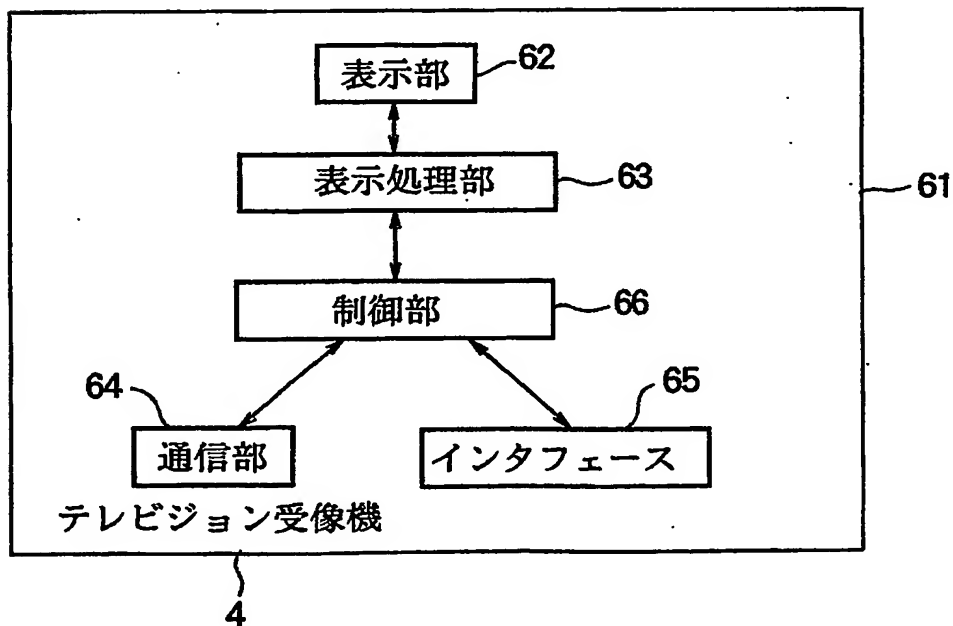 表示部
62
表示処理部
63
61
制御部
66
64
65
通信部
インタフェース
テレビジョン受像機
4